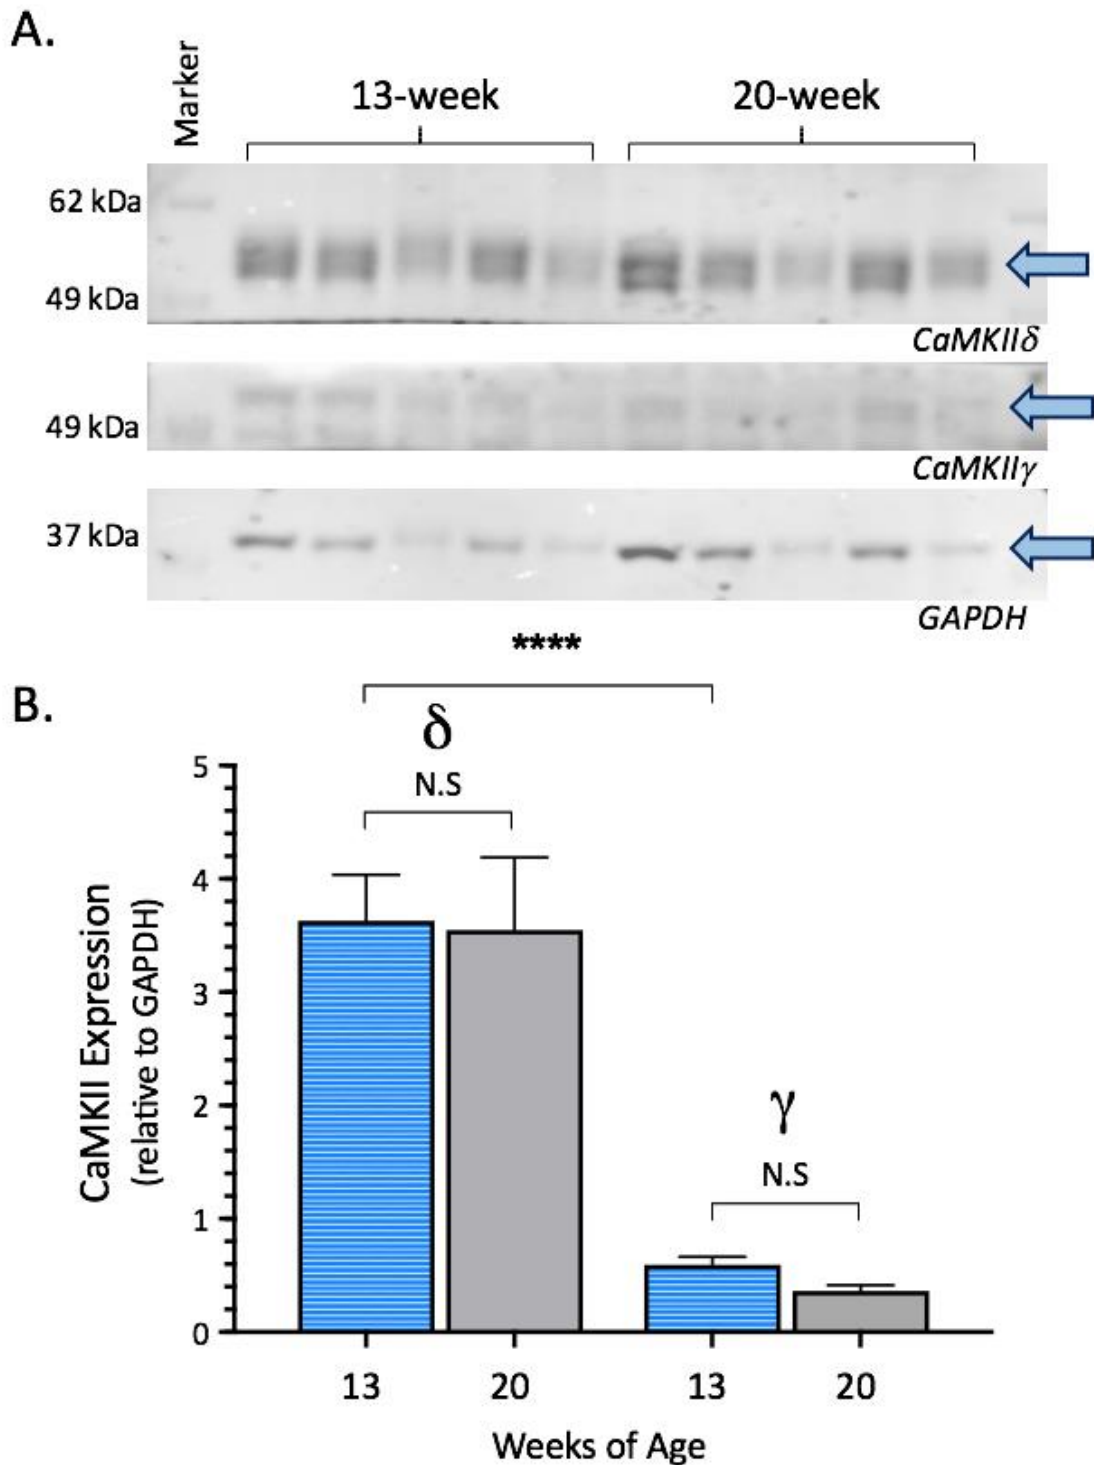 A.
Marker
13-week 20-week
62 kDa
49 kDa
CaMKIIδ
49 kDa
CaMKIIγ
37 kDa
GAPDH
****
B.
δ
N.S
γ
N.S
CaMKII Expression
(relative to GAPDH)
5
4
3
2
1
0
13 20 13 20
Weeks of Age